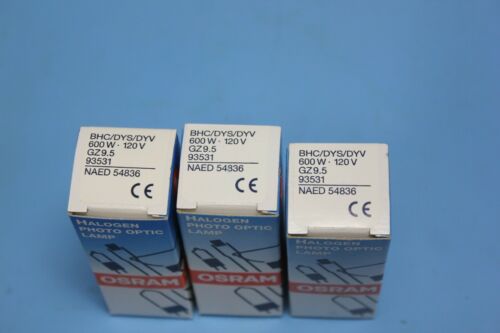 BHC/DYS/DYV
600 W · 120 V
GZ9.5
93531
NAED 54836
CE
HALOGEN
PHOTO OPTIC
LAMP
OSRAM
BHC/DYS/DYV
600 W · 120 V
GZ9.5
93531
NAED 54836
CE
HALOGEN
PHOTO OPTIC
LAMP
OSRAM
BHC/DYS/DYV
600 W · 120 V
GZ9.5
93531
NAED 54836
CE
HALOGEN
PHOTO OPTIC
LAMP
OSRAM